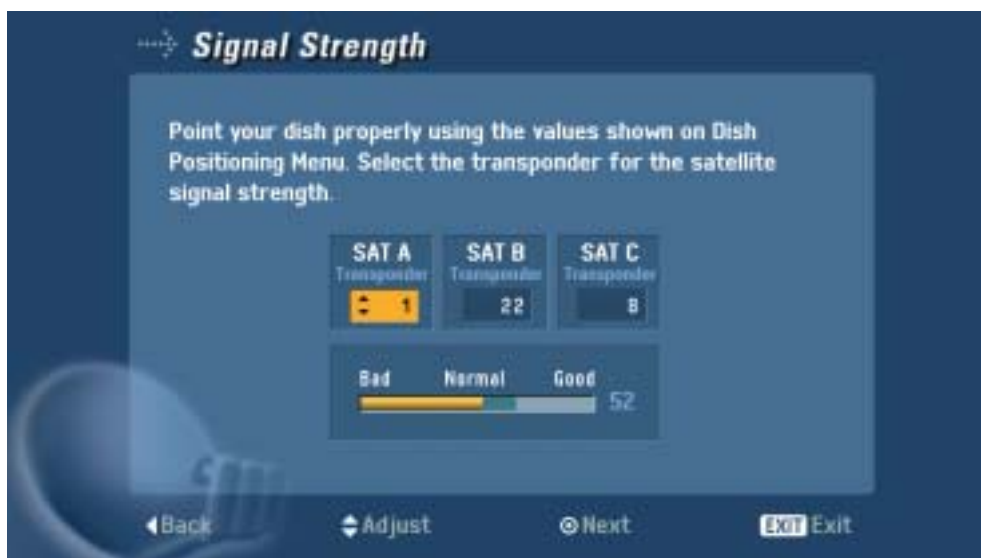 Signal Strength
Point your dish properly using the values shown on Dish
Positioning Menu. Select the transponder for the satellite
signal strength.
SAT A SAT B SAT C
Transponder Transponder Transponder
1 22 8
Bad Normal Good
52
Back Adjust Next EXIT Exit